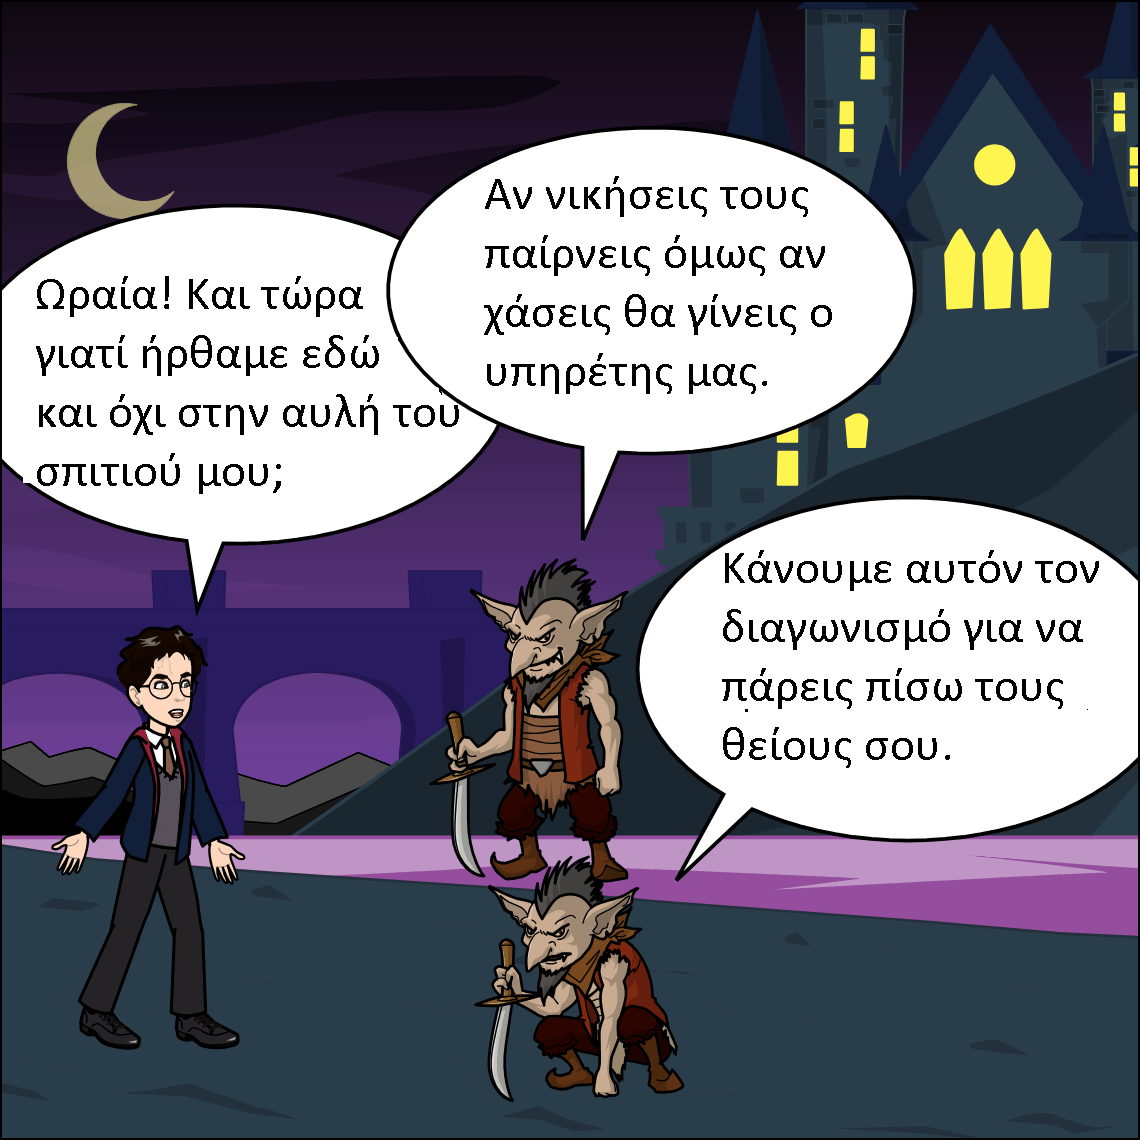 Ωραία! Και τώρα
γιατί ήρθαμε εδώ
και όχι στην αυλή του
σπιτιού μου;
Αν νικήσεις τους
παίρνεις όμως αν
χάσεις θα γίνεις ο
υπηρέτης μας.
Κάνουμε αυτόν τον
διαγωνισμό για να
πάρεις πίσω τους
θείους σου.